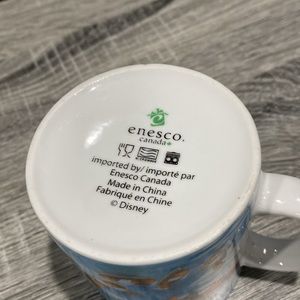 enesco.
canada
imported by/ importé par
Enesco Canada
Made in China
Fabriqué en Chine
© Disney